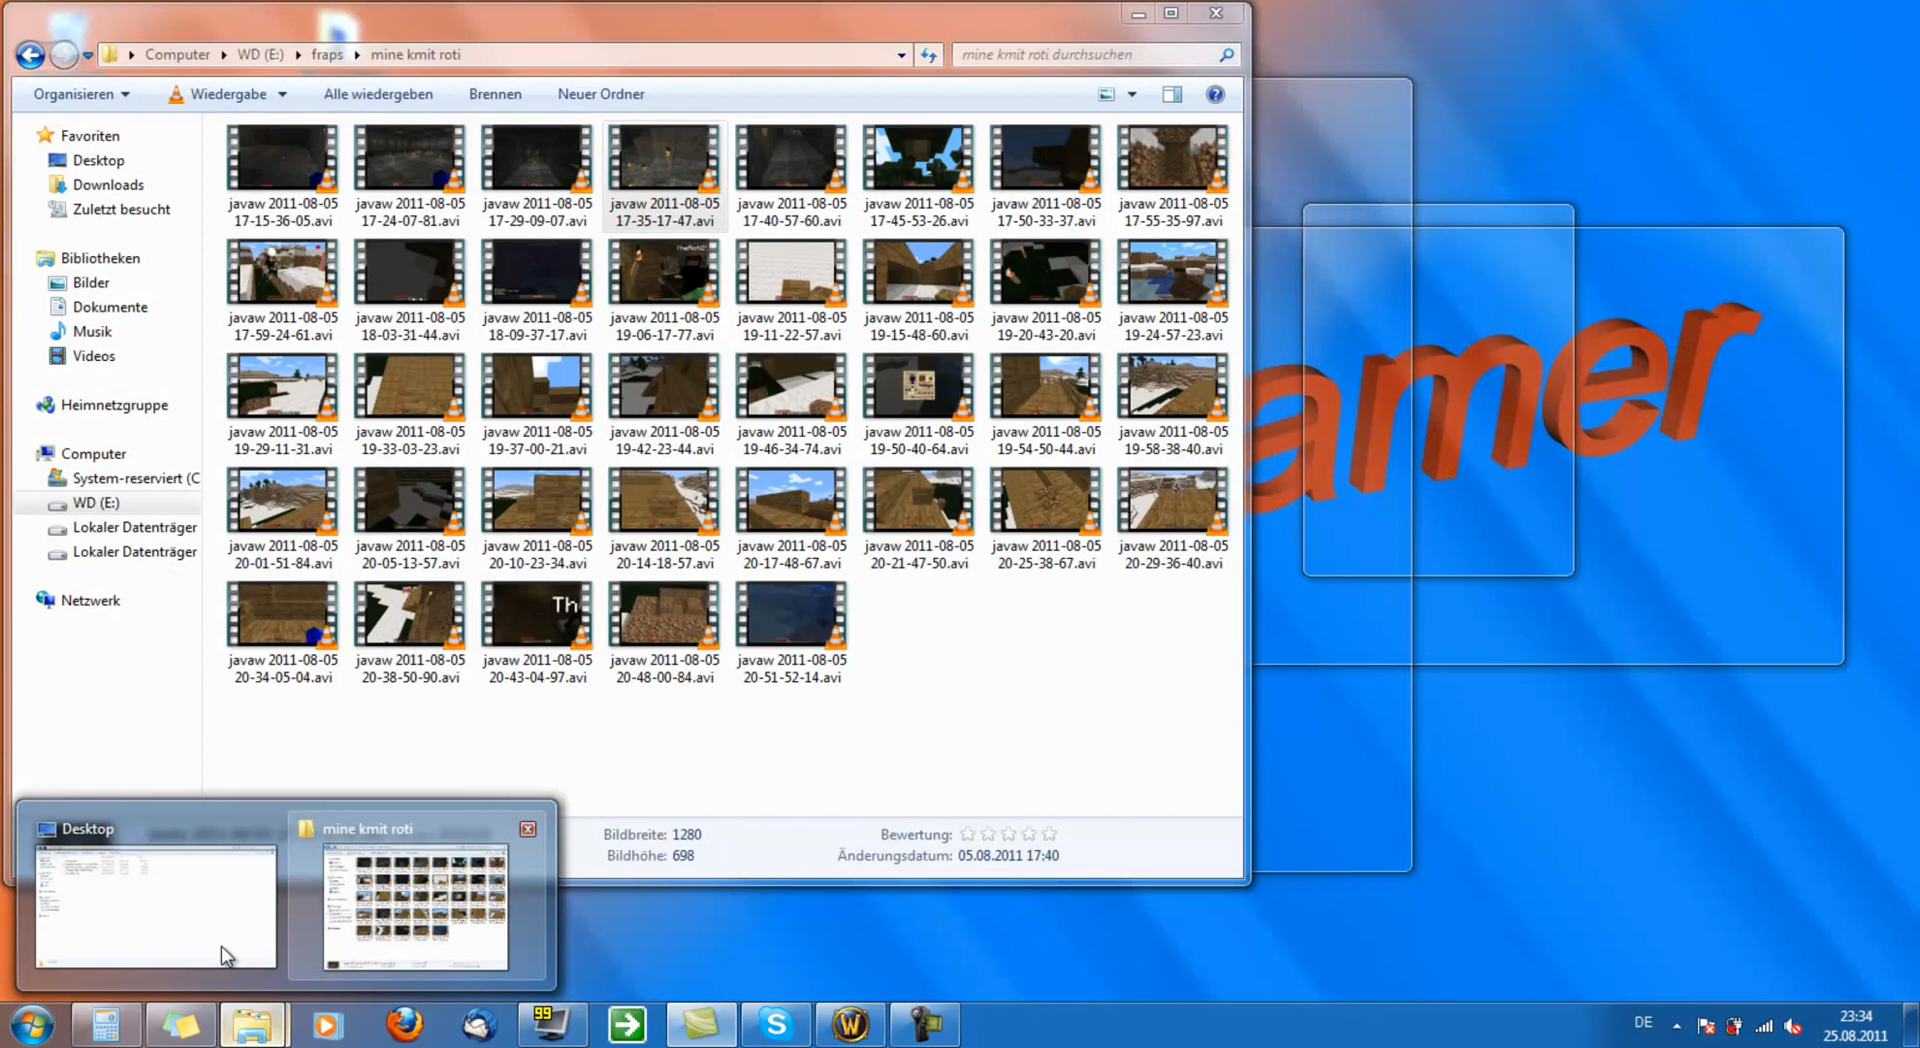 Computer WD (E:) fraps mine kmit roti
mine kmit roti durchsuchen
Organisieren Wiedergabe Alle wiedergeben Brennen Neuer Ordner
Favoriten
Desktop
Downloads
Zuletzt besucht
Bibliotheken
Bilder
Dokumente
Musik
Videos
Heimnetzgruppe
Computer
System-reserviert (C
WD (E:)
Lokaler Datenträger
Lokaler Datenträger
Netzwerk
javaw 2011-08-05 javaw 2011-08-05 javaw 2011-08-05 javaw 2011-08-05 javaw 2011-08-05 javaw 2011-08-05 javaw 2011-08-05 javaw 2011-08-05
17-15-36-05.avi 17-24-07-81.avi 17-29-09-07.avi 17-35-17-47.avi 17-40-57-60.avi 17-45-53-26.avi 17-50-33-37.avi 17-55-35-97.avi
javaw 2011-08-05 javaw 2011-08-05 javaw 2011-08-05 javaw 2011-08-05 javaw 2011-08-05 javaw 2011-08-05 javaw 2011-08-05 javaw 2011-08-05
17-59-24-61.avi 18-03-31-44.avi 18-09-37-17.avi 19-06-17-77.avi 19-11-22-57.avi 19-15-48-60.avi 19-20-43-20.avi 19-24-57-23.avi
javaw 2011-08-05 javaw 2011-08-05 javaw 2011-08-05 javaw 2011-08-05 javaw 2011-08-05 javaw 2011-08-05 javaw 2011-08-05 javaw 2011-08-05
19-29-11-31.avi 19-33-03-23.avi 19-37-00-21.avi 19-42-23-44.avi 19-46-34-74.avi 19-50-40-64.avi 19-54-50-44.avi 19-58-38-40.avi
javaw 2011-08-05 javaw 2011-08-05 javaw 2011-08-05 javaw 2011-08-05 javaw 2011-08-05 javaw 2011-08-05 javaw 2011-08-05 javaw 2011-08-05
20-01-51-84.avi 20-05-13-57.avi 20-10-23-34.avi 20-14-18-57.avi 20-17-48-67.avi 20-21-47-50.avi 20-25-38-67.avi 20-29-36-40.avi
Th
javaw 2011-08-05 javaw 2011-08-05 javaw 2011-08-05 javaw 2011-08-05 javaw 2011-08-05
20-34-05-04.avi 20-38-50-90.avi 20-43-04-97.avi 20-48-00-84.avi 20-51-52-14.avi
amer
Desktop
mine kmit roti
Bildbreite: 1280 Bewertung:
Bildhöhe: 698 Änderungsdatum: 05.08.2011 17:40
99
DE
23:34
25.08.2011